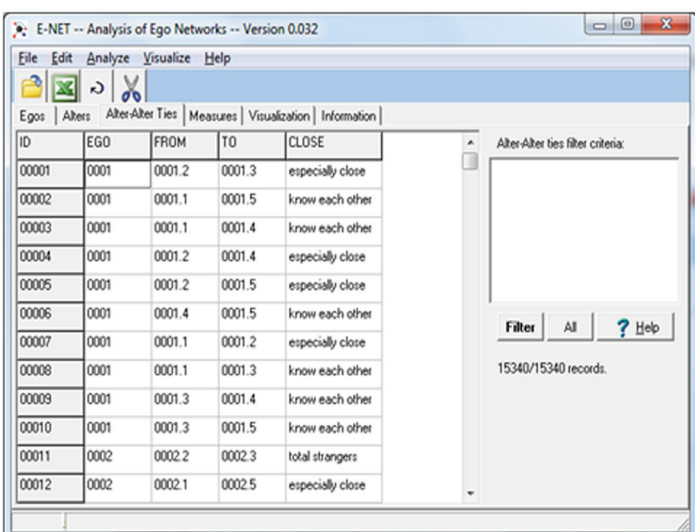 E-NET -- Analysis of Ego Networks -- Version 0.032
File Edit Analyze Visualize Help
Egos Alters Alter-Alter Ties Measures Visualization Information
ID EGO FROM TO CLOSE
00001 0001 0001.2 0001.3 especially close
00002 0001 0001.1 0001.5 know each other
00003 0001 0001.1 0001.4 know each other
00004 0001 0001.2 0001.4 especially close
00005 0001 0001.2 0001.5 especially close
00006 0001 0001.4 0001.5 know each other
00007 0001 0001.1 0001.2 especially close
00008 0001 0001.1 0001.3 know each other
00009 0001 0001.3 0001.4 know each other
00010 0001 0001.3 0001.5 know each other
00011 0002 0002.2 0002.3 total strangers
00012 0002 0002.1 0002.5 especially close
Alter-Alter ties filter criteria:
Filter All ? Help
15340/15340 records.